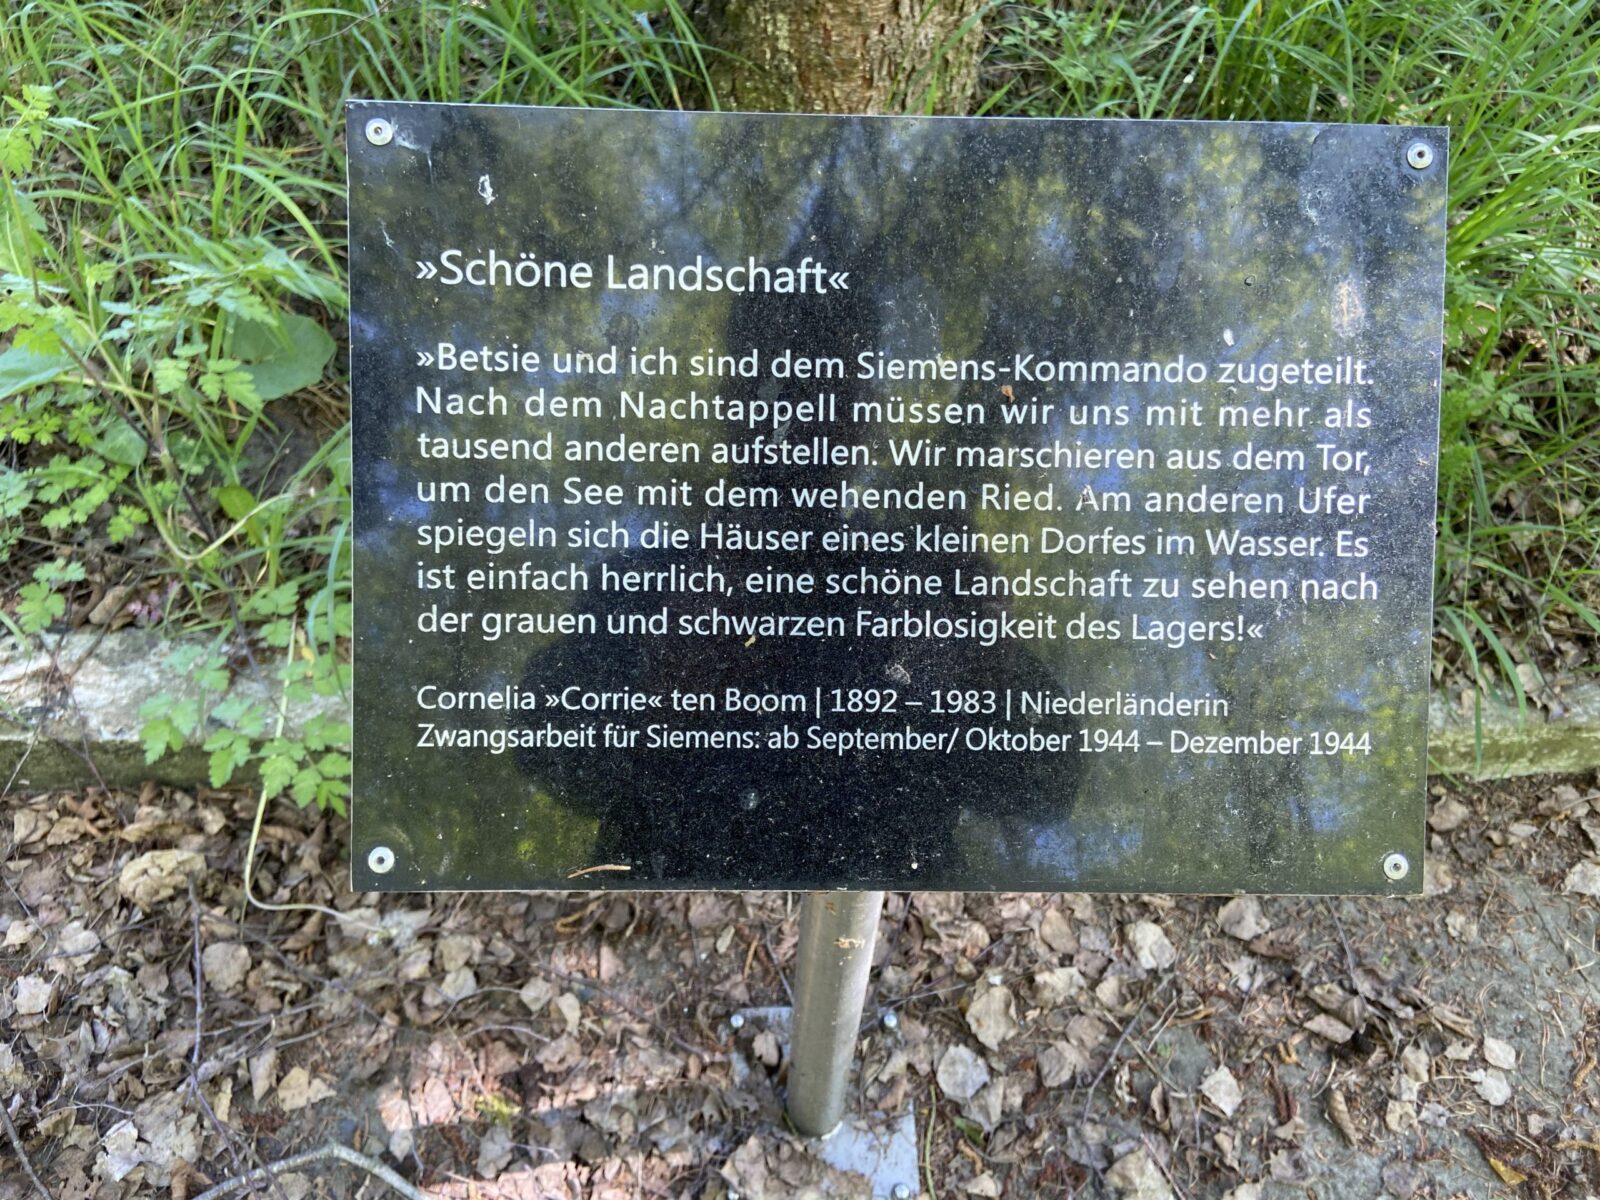 »Schöne Landschaft«
»Betsie und ich sind dem Siemens-Kommando zugeteilt.
Nach dem Nachtappell müssen wir uns mit mehr als
tausend anderen aufstellen. Wir marschieren aus dem Tor,
um den See mit dem wehenden Ried. Am anderen Ufer
spiegeln sich die Häuser eines kleinen Dorfes im Wasser. Es
ist einfach herrlich, eine schöne Landschaft zu sehen nach
der grauen und schwarzen Farblosigkeit des Lagers!«
Cornelia »Corrie« ten Boom | 1892 – 1983 | Niederländerin
Zwangsarbeit für Siemens: ab September/ Oktober 1944 – Dezember 1944